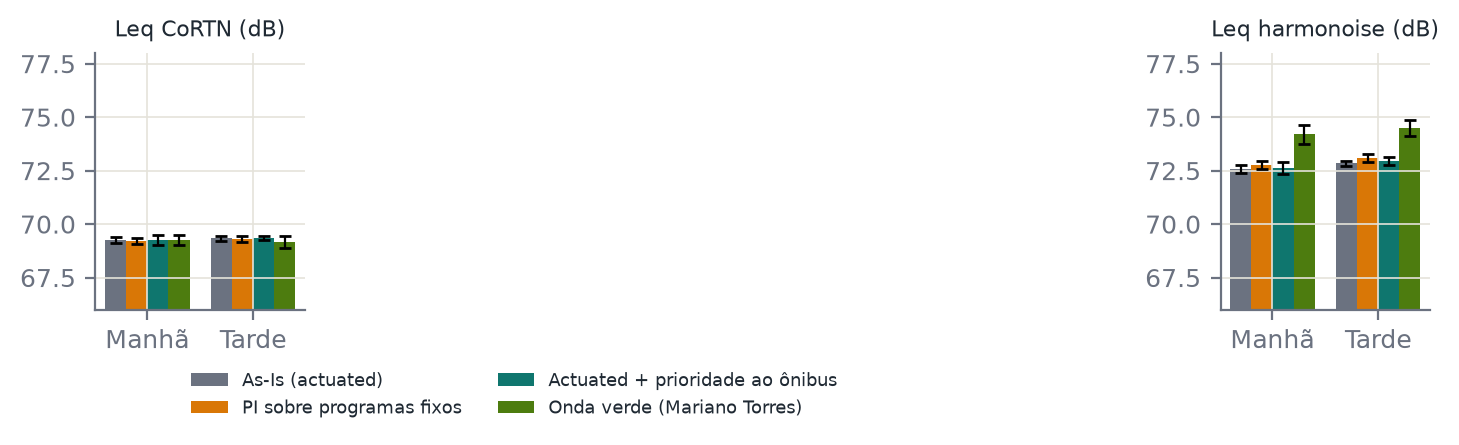 Leq CoRTN (dB)
77.5
75.0
72.5
70.0
67.5
Manhã Tarde
Leq harmonoise (dB)
77.5
75.0
72.5
70.0
67.5
Manhã Tarde
As-Is (actuated)
PI sobre programas fixos
Actuated + prioridade ao ônibus
Onda verde (Mariano Torres)